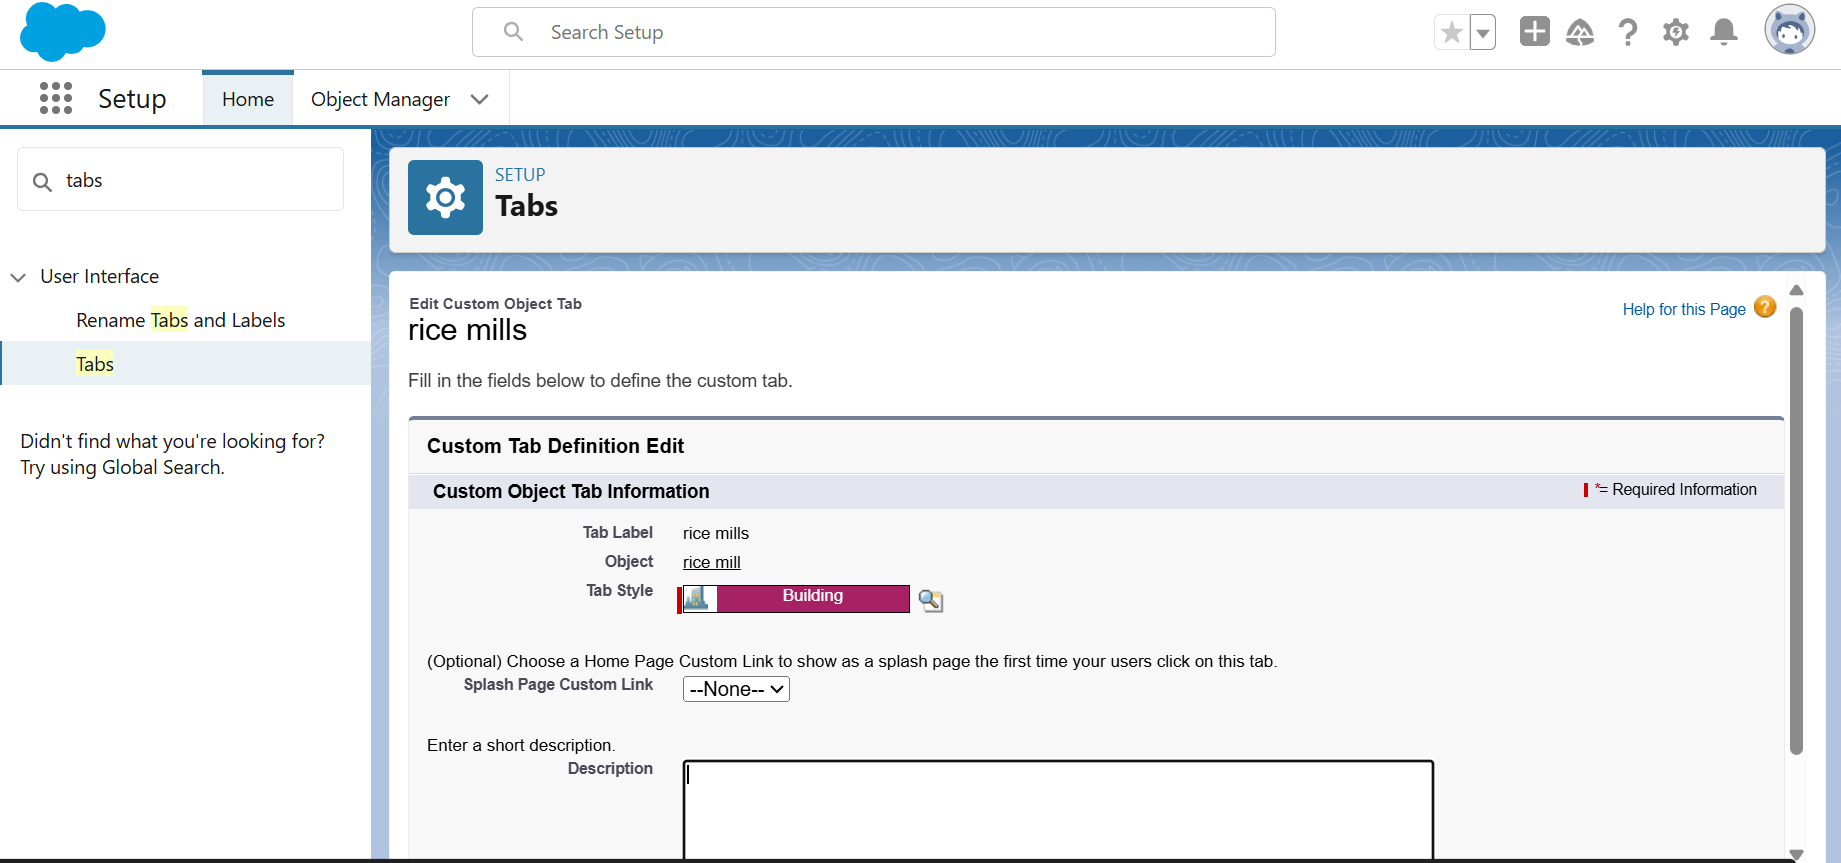 Search Setup
Setup
Home
Object Manager
tabs
User Interface
Rename Tabs and Labels
Tabs
Didn't find what you're looking for?
Try using Global Search.
SETUP
Tabs
Edit Custom Object Tab
rice mills
Help for this Page
Fill in the fields below to define the custom tab.
Custom Tab Definition Edit
Custom Object Tab Information
*= Required Information
Tab Label rice mills
Object rice mill
Tab Style Building
(Optional) Choose a Home Page Custom Link to show as a splash page the first time your users click on this tab.
Splash Page Custom Link --None--
Enter a short description.
Description